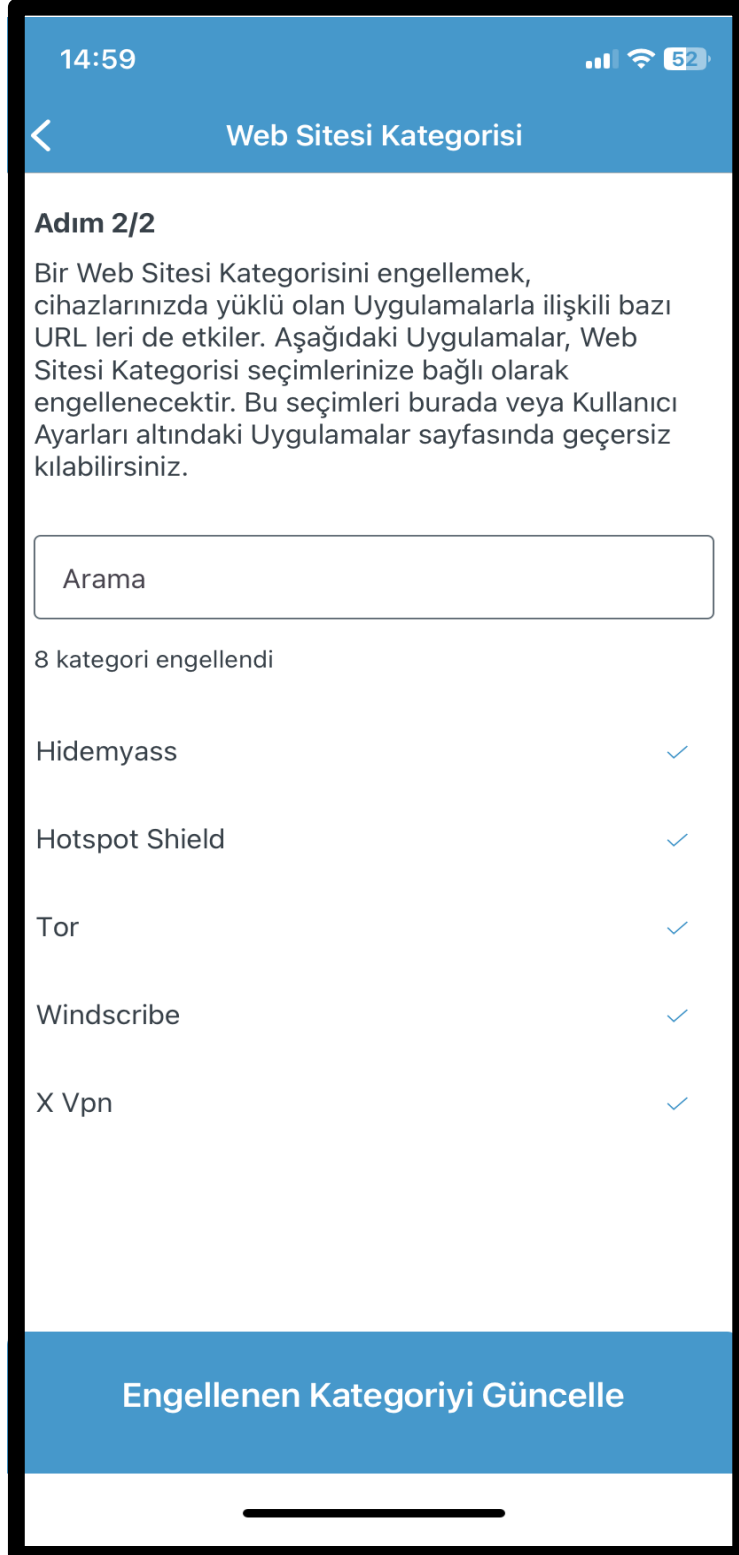 14:59
52
Web Sitesi Kategorisi
Adım 2/2
Bir Web Sitesi Kategorisini engellemek,
cihazlarınızda yüklü olan Uygulamalarla ilişkili bazı
URL leri de etkiler. Aşağıdaki Uygulamalar, Web
Sitesi Kategorisi seçimlerinize bağlı olarak
engellenecektir. Bu seçimleri burada veya Kullanıcı
Ayarları altındaki Uygulamalar sayfasında geçersiz
kılabilirsiniz.
Arama
8 kategori engellendi
Hidemyass
Hotspot Shield
Tor
Windscribe
X Vpn
Engellenen Kategoriyi Güncelle